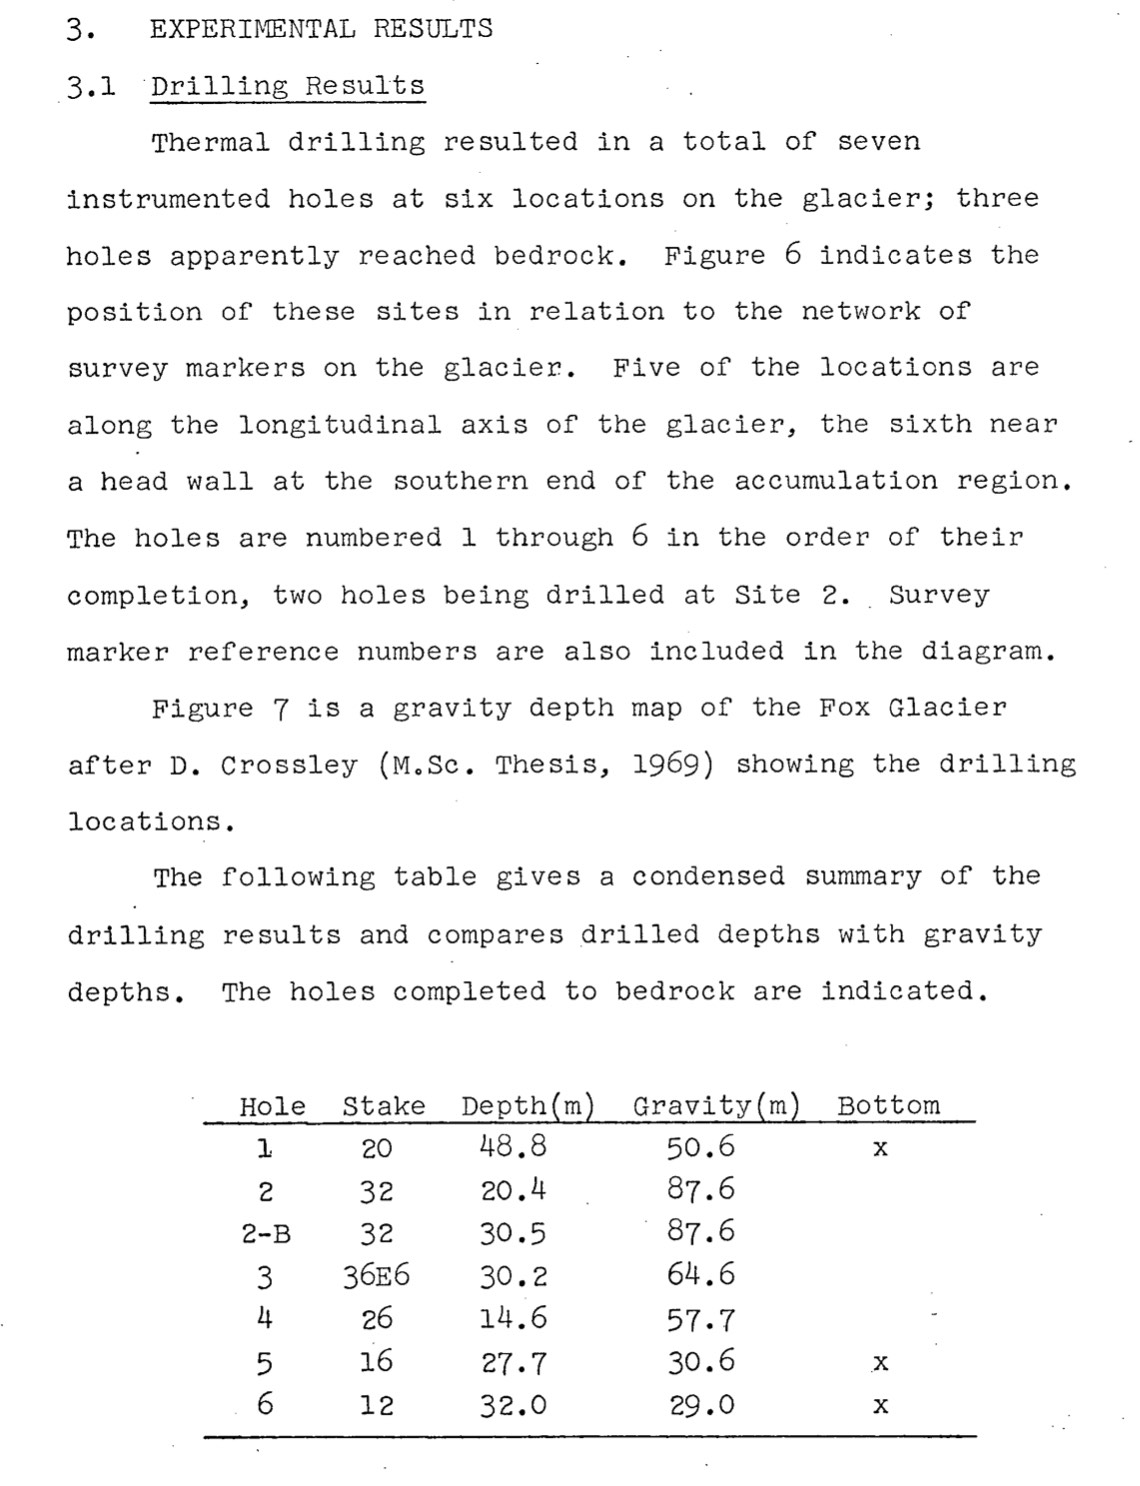 3. EXPERIMENTAL RESULTS
3.1 Drilling Results
Thermal drilling resulted in a total of seven
instrumented holes at six locations on the glacier; three
holes apparently reached bedrock. Figure 6 indicates the
position of these sites in relation to the network of
survey markers on the glacier. Five of the locations are
along the longitudinal axis of the glacier, the sixth near
a head wall at the southern end of the accumulation region.
The holes are numbered 1 through 6 in the order of their
completion, two holes being drilled at Site 2. Survey
marker reference numbers are also included in the diagram.
Figure 7 is a gravity depth map of the Fox Glacier
after D. Crossley (M.Sc. Thesis, 1969) showing the drilling
locations.
The following table gives a condensed summary of the
drilling results and compares drilled depths with gravity
depths. The holes completed to bedrock are indicated.
Hole Stake Depth(m) Gravity(m) Bottom
1 20 48.8 50.6 x
2 32 20.4 87.6
2-B 32 30.5 87.6
3 36E6 30.2 64.6
4 26 14.6 57.7
5 16 27.7 30.6 x
6 12 32.0 29.0 x